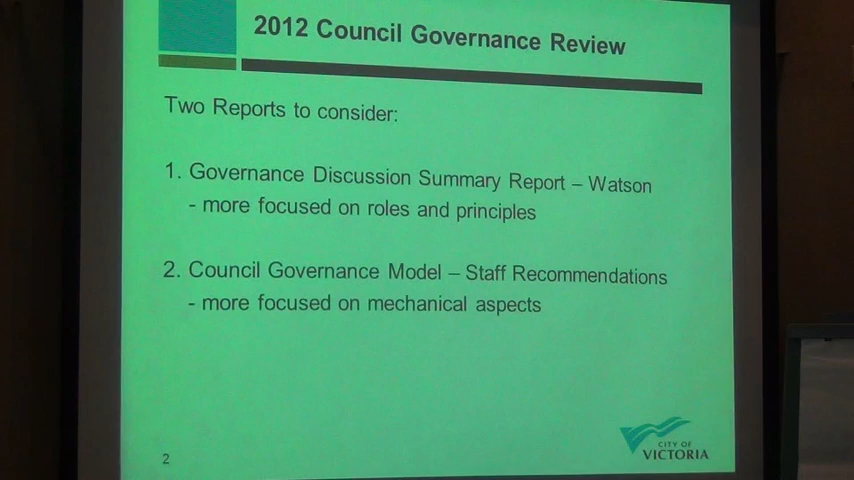 2012 Council Governance Review
Two Reports to consider:
1. Governance Discussion Summary Report – Watson
- more focused on roles and principles
2. Council Governance Model – Staff Recommendations
- more focused on mechanical aspects
2
CITY OF
VICTORIA